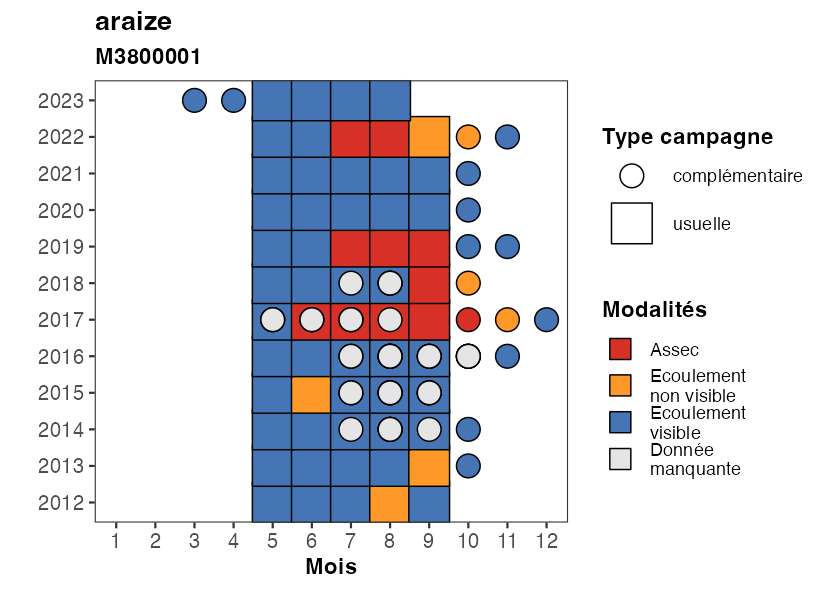 araize
M3800001
2023
2022
2021
2020
2019
2018
2017
2016
2015
2014
2013
2012
1 2 3 4 5 6 7 8 9 10 11 12
Mois
Type campagne
complémentaire
usuelle
Modalités
Assec
Ecoulement
non visible
Ecoulement
visible
Donnée
manquante